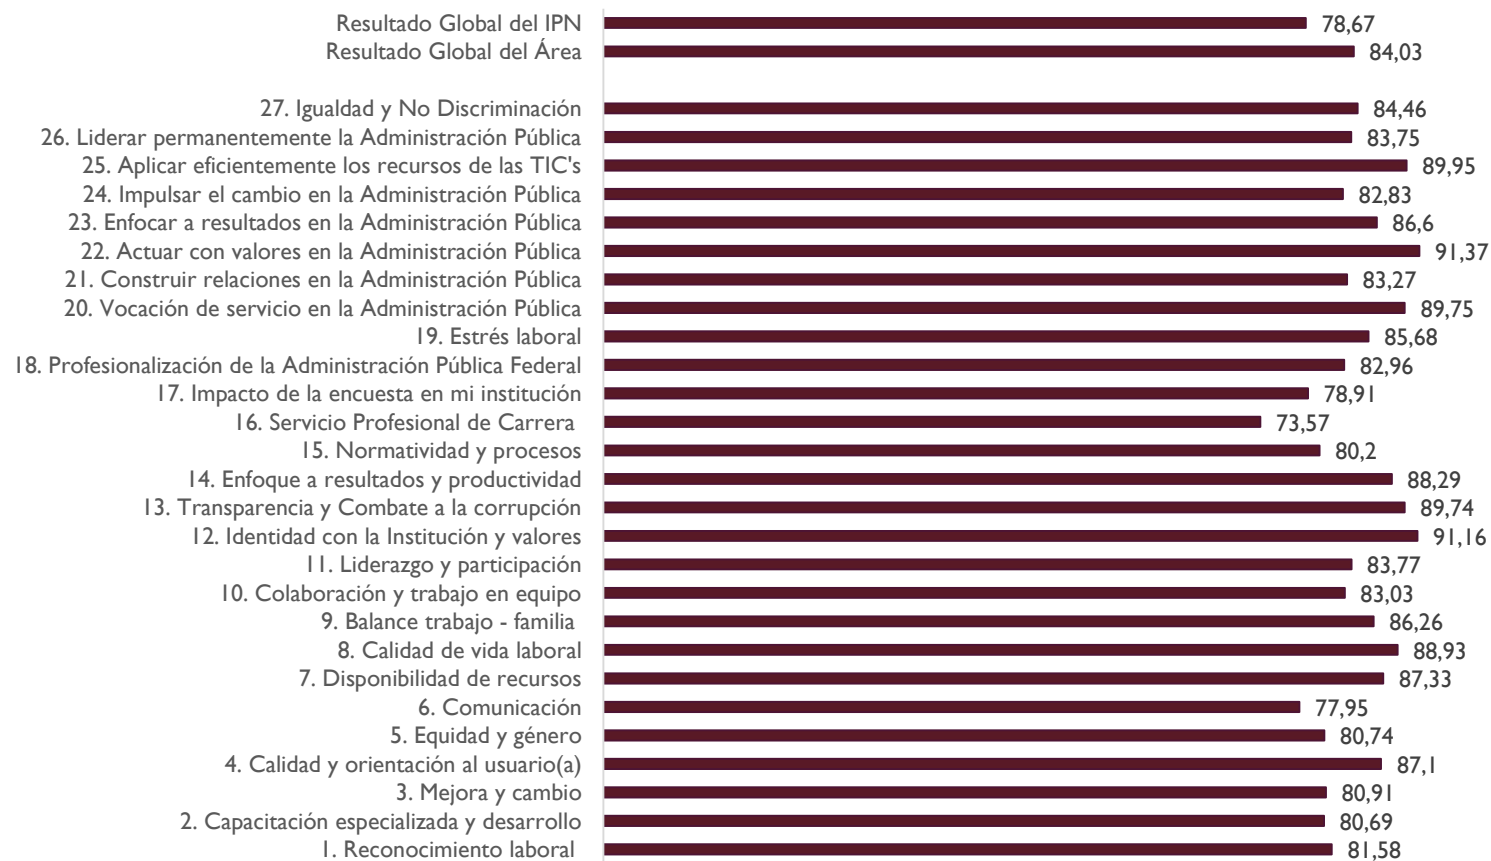 Resultado Global del IPN 78,67
Resultado Global del Área 84,03
27. Igualdad y No Discriminación 84,46
26. Liderar permanentemente la Administración Pública 83,75
25. Aplicar eficientemente los recursos de las TIC's 89,95
24. Impulsar el cambio en la Administración Pública 82,83
23. Enfocar a resultados en la Administración Pública 86,6
22. Actuar con valores en la Administración Pública 91,37
21. Construir relaciones en la Administración Pública 83,27
20. Vocación de servicio en la Administración Pública 89,75
19. Estrés laboral 85,68
18. Profesionalización de la Administración Pública Federal 82,96
17. Impacto de la encuesta en mi institución 78,91
16. Servicio Profesional de Carrera 73,57
15. Normatividad y procesos 80,2
14. Enfoque a resultados y productividad 88,29
13. Transparencia y Combate a la corrupción 89,74
12. Identidad con la Institución y valores 91,16
11. Liderazgo y participación 83,77
10. Colaboración y trabajo en equipo 83,03
9. Balance trabajo - familia 86,26
8. Calidad de vida laboral 88,93
7. Disponibilidad de recursos 87,33
6. Comunicación 77,95
5. Equidad y género 80,74
4. Calidad y orientación al usuario(a) 87,1
3. Mejora y cambio 80,91
2. Capacitación especializada y desarrollo 80,69
1. Reconocimiento laboral 81,58